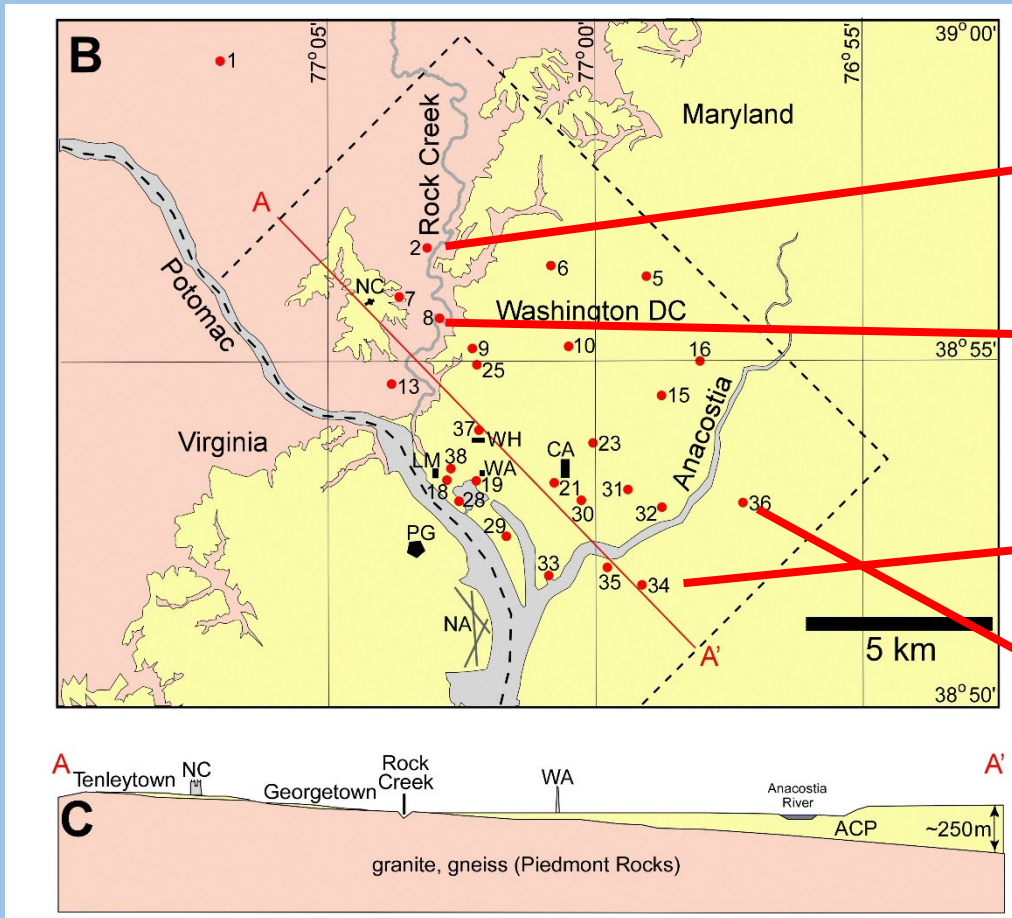 B
77°05'
77°00'
76°55'
39°00'
1
Maryland
Rock Creek
A
2
6
5
Potomac
NC
7
Washington DC
8
9
10
16
38°55'
25
13
15
Anacostia
Virginia
37
WH
23
CA
LM
38
WA
18
19
21
31
28
30
32
36
29
PG
33
35
34
NA
5 km
A'
38°50'
A
Tenleytown
NC
Georgetown
Rock
Creek
WA
Anacostia
River
A'
C
ACP
~250m
granite, gneiss (Piedmont Rocks)